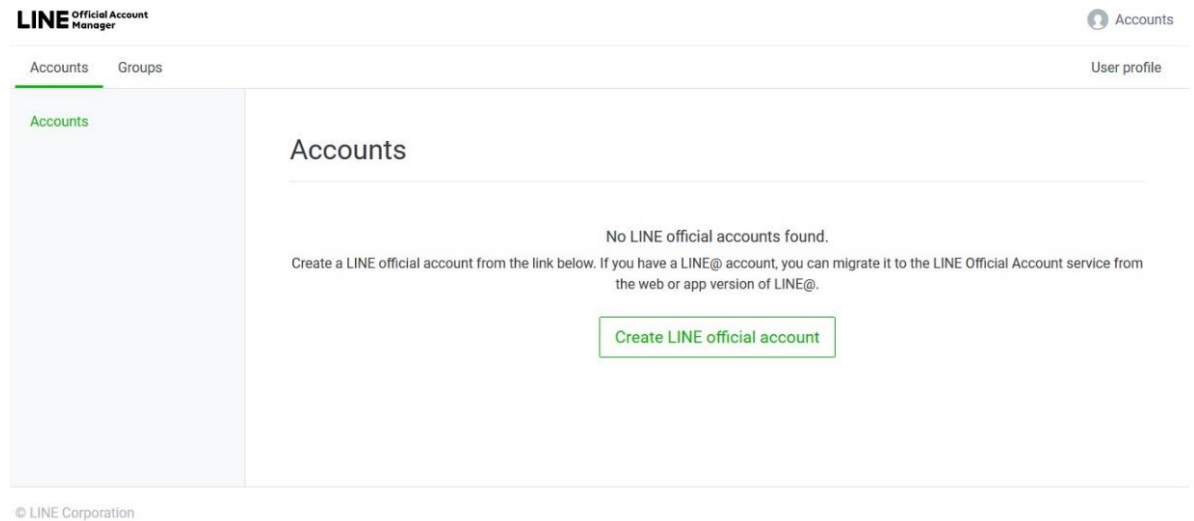 LINE Official Account Manager
Accounts
Accounts
Groups
User profile
Accounts
Accounts
No LINE official accounts found.
Create a LINE official account from the link below. If you have a LINE@ account, you can migrate it to the LINE Official Account service from
the web or app version of LINE@.
Create LINE official account
© LINE Corporation